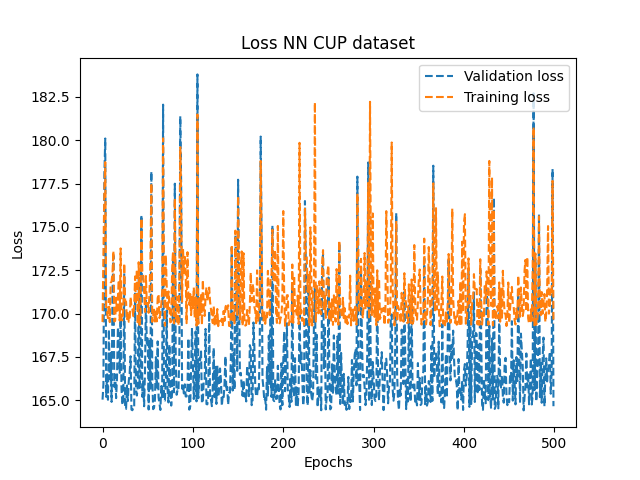 Loss NN CUP dataset
Validation loss
Training loss
182.5
180.0
177.5
175.0
172.5
170.0
167.5
165.0
Loss
0 100 200 300 400 500
Epochs